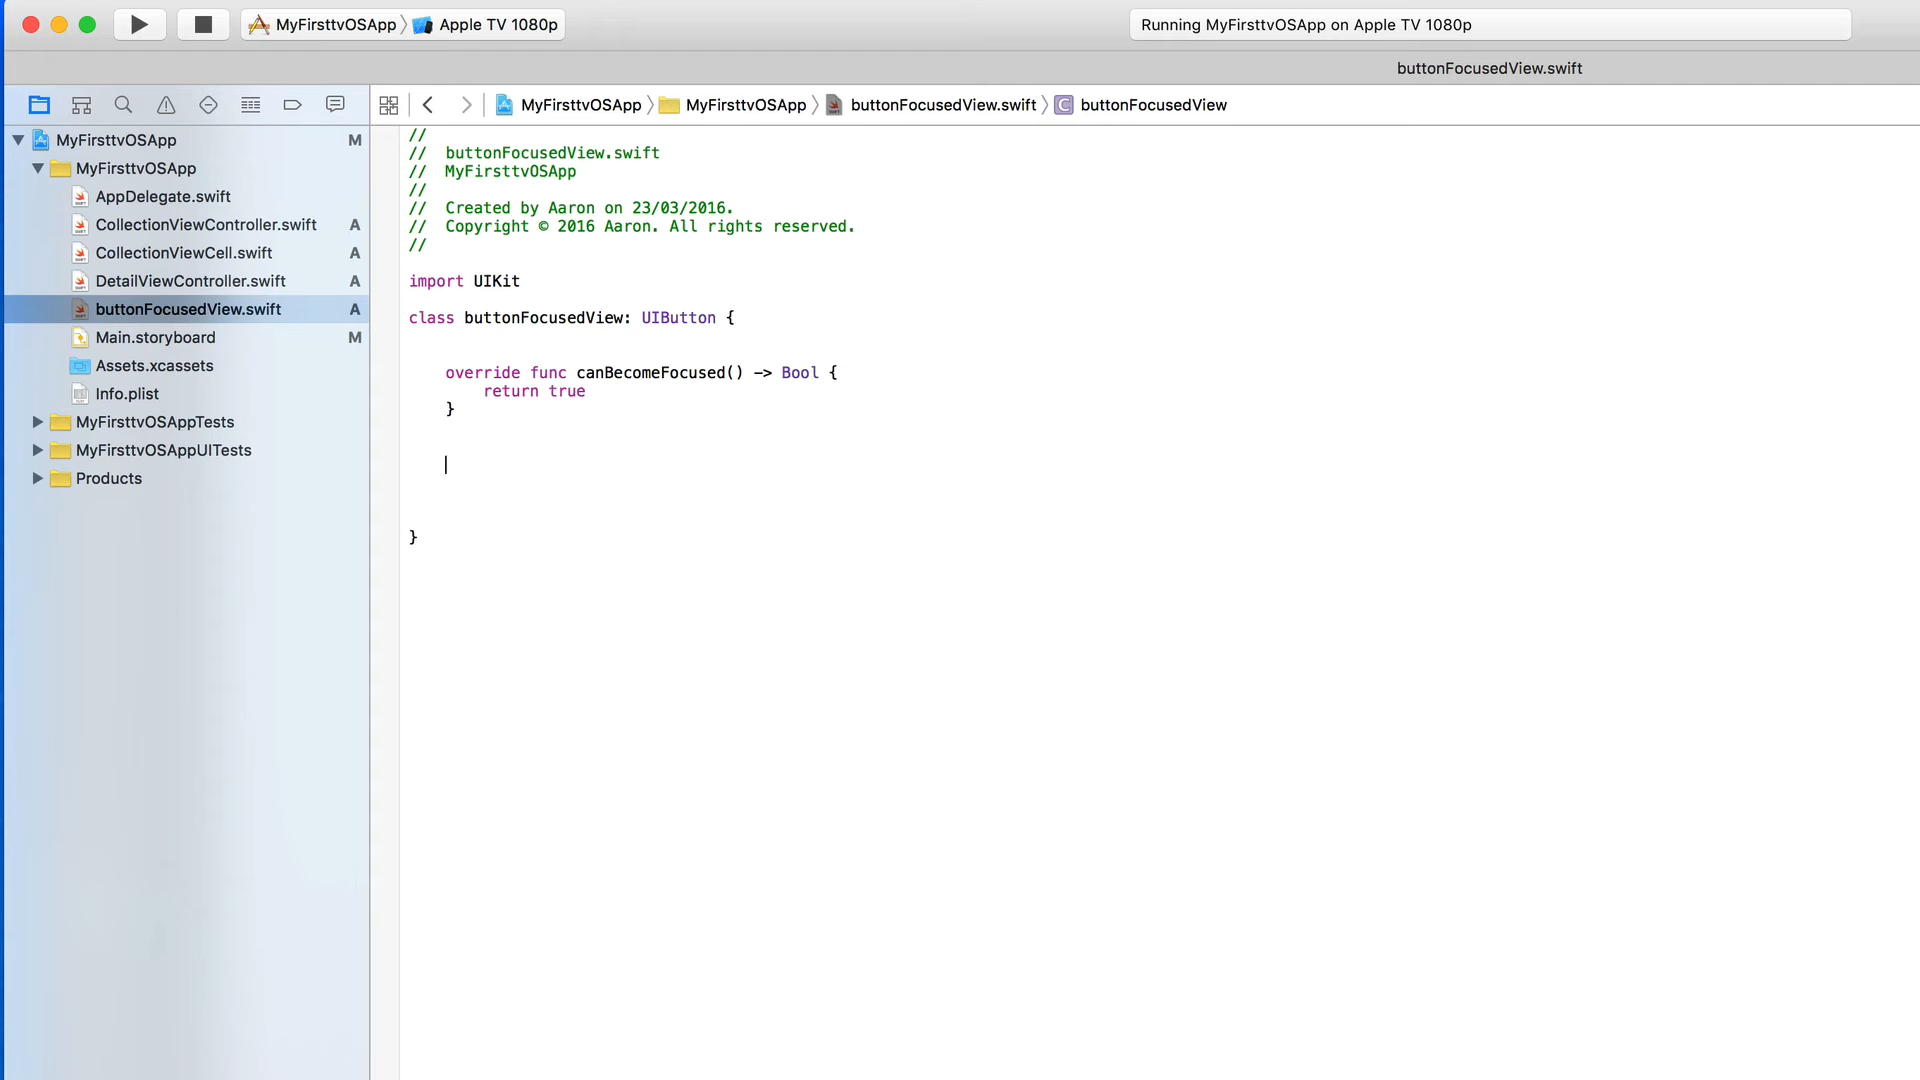 MyFirsttvOSApp Apple TV 1080p
Running MyFirsttvOSApp on Apple TV 1080p
buttonFocusedView.swift
MyFirsttvOSApp MyFirsttvOSApp buttonFocusedView.swift C buttonFocusedView
MyFirsttvOSApp M
MyFirsttvOSApp
AppDelegate.swift
CollectionViewController.swift A
CollectionViewCell.swift A
DetailViewController.swift A
buttonFocusedView.swift A
Main.storyboard M
Assets.xcassets
Info.plist
MyFirsttvOSAppTests
MyFirsttvOSAppUITests
Products
//
// buttonFocusedView.swift
// MyFirsttvOSApp
//
// Created by Aaron on 23/03/2016.
// Copyright © 2016 Aaron. All rights reserved.
//
import UIKit
class buttonFocusedView: UIButton {
override func canBecomeFocused() -> Bool {
return true
}
}